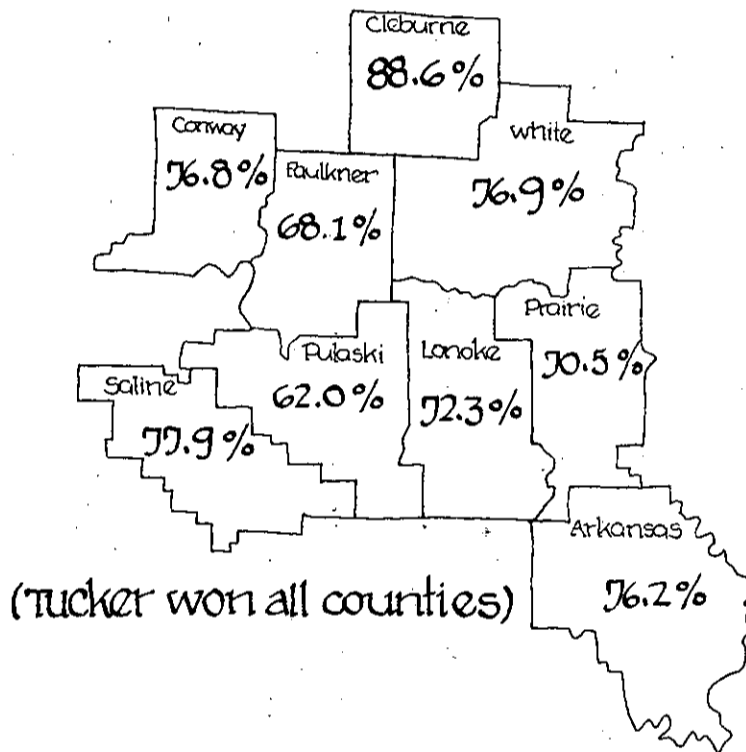 Cleburne
88.6%
Conway
76.8%
Faulkner
68.1%
White
76.9%
Prairie
70.5%
Pulaski
62.0%
Lonoke
72.3%
Saline
77.9%
Arkansas
76.2%
(Tucker won all counties)